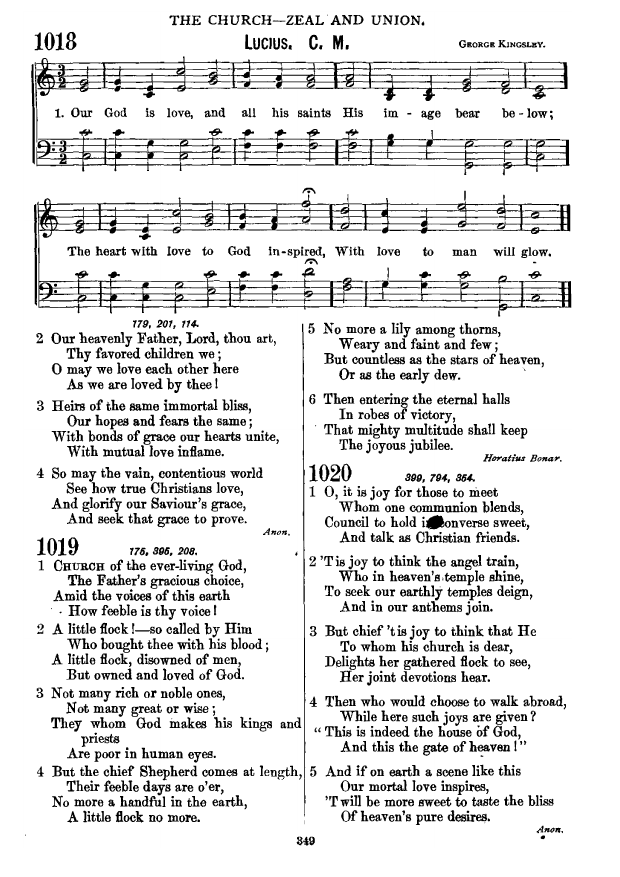 THE CHURCH—ZEAL AND UNION.
1018
LUCIUS. C. M.
GEORGE KINGSLEY.
1. Our God is love, and all his saints His im - age bear be - low;
The heart with love to God in-spired, With love to man will glow.
179, 201, 114.
2 Our heavenly Father, Lord, thou art,
Thy favored children we;
O may we love each other here
As we are loved by thee!
3 Heirs of the same immortal bliss,
Our hopes and fears the same;
With bonds of grace our hearts unite,
With mutual love inflame.
4 So may the vain, contentious world
See how true Christians love,
And glorify our Saviour's grace,
And seek that grace to prove.
Anon.
1019
175, 395, 208.
1 CHURCH of the ever-living God,
The Father's gracious choice,
Amid the voices of this earth
How feeble is thy voice!
2 A little flock!—so called by Him
Who bought thee with his blood;
A little flock, disowned of men,
But owned and loved of God.
3 Not many rich or noble ones,
Not many great or wise;
They whom God makes his kings and
priests
Are poor in human eyes.
4 But the chief Shepherd comes at length,
Their feeble days are o'er,
No more a handful in the earth,
A little flock no more.
5 No more a lily among thorns,
Weary and faint and few;
But countless as the stars of heaven,
Or as the early dew.
6 Then entering the eternal halls
In robes of victory,
That mighty multitude shall keep
The joyous jubilee.
Horatius Bonar.
1020
399, 794, 354.
1 O, it is joy for those to meet
Whom one communion blends,
Council to hold onverse sweet,
And talk as Christian friends.
2 'Tis joy to think the angel train,
Who in heaven's temple shine,
To seek our earthly temples deign,
And in our anthems join.
3 But chief 'tis joy to think that He
To whom his church is dear,
Delights her gathered flock to see,
Her joint devotions hear.
4 Then who would choose to walk abroad,
While here such joys are given?
"This is indeed the house of God,
And this the gate of heaven!"
5 And if on earth a scene like this
Our mortal love inspires,
'Twill be more sweet to taste the bliss
Of heaven's pure desires.
Anon.
349